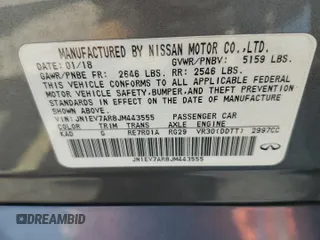 MANUFACTURED BY NISSAN MOTOR CO.,LTD.
DATE: 01/18 GVWR/PNBV: 5159 LBS.
GAWR/PNBE FR: 2646 LBS. RR: 2546 LBS.
THIS VEHICLE CONFORMS TO ALL APPLICABLE FEDERAL
MOTOR VEHICLE SAFETY, BUMPER, AND THEFT PREVENTION
STANDARDS IN EFFECT ON THE DATE OF
MANUFACTURE SHOWN ABOVE.
VIN: JN1EV7AR8JM443555 PASSENGER CAR
COLOR TRIM TRANS AXLE ENGINE
KAD G RE7R01A RG29 VR30(DDTT) 2997CC
JN1EV7AR8JM443555